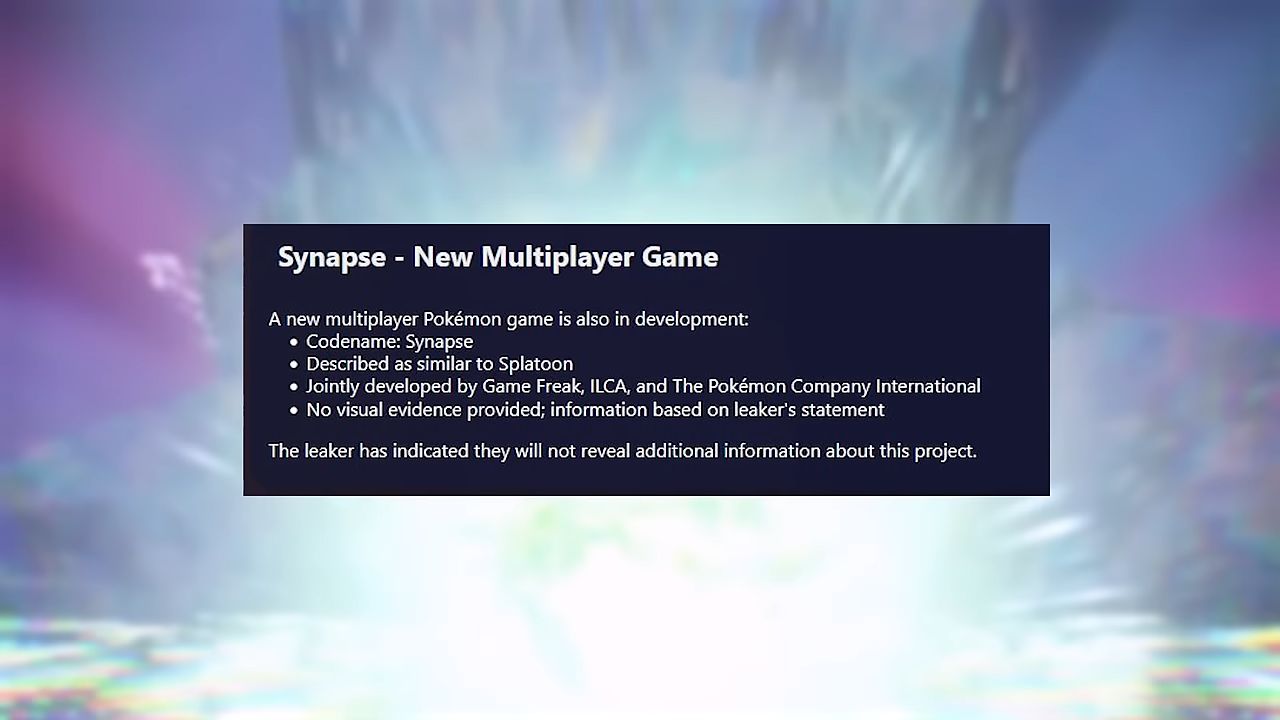 Synapse - New Multiplayer Game
A new multiplayer Pokémon game is also in development:
• Codename: Synapse
• Described as similar to Splatoon
• Jointly developed by Game Freak, ILCA, and The Pokémon Company International
• No visual evidence provided; information based on leaker's statement
The leaker has indicated they will not reveal additional information about this project.